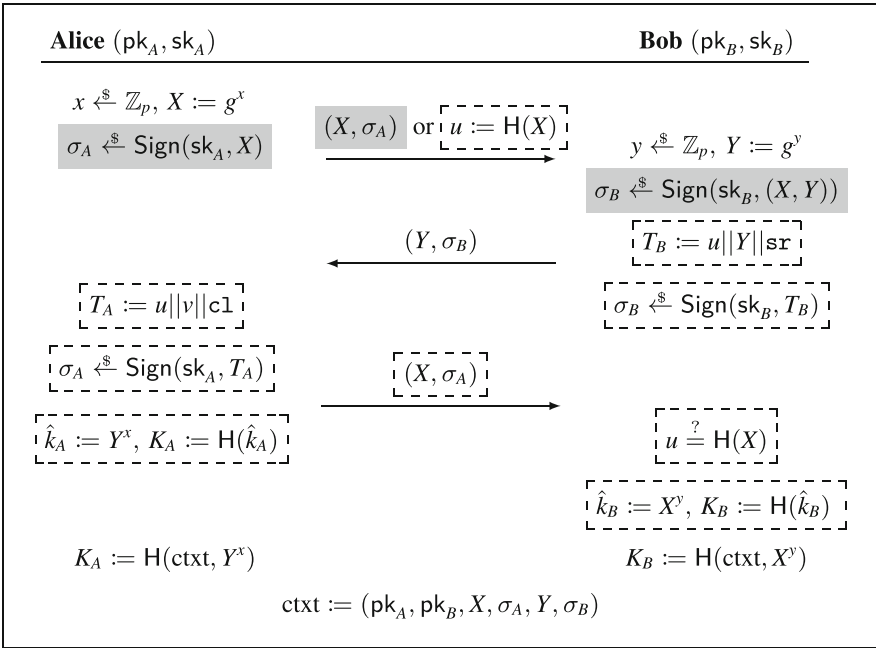 Alice (pk_A, sk_A)
Bob (pk_B, sk_B)
x ←$ ℤ_p, X := g^x
σ_A ←$ Sign(sk_A, X)
(X, σ_A) or u := H(X)
y ←$ ℤ_p, Y := g^y
σ_B ←$ Sign(sk_B, (X, Y))
(Y, σ_B)
T_B := u||Y||sr
T_A := u||v||cl
σ_B ←$ Sign(sk_B, T_B)
σ_A ←$ Sign(sk_A, T_A)
(X, σ_A)
k̂_A := Y^x, K_A := H(k̂_A)
u ≟ H(X)
k̂_B := X^y, K_B := H(k̂_B)
K_A := H(ctxt, Y^x)
K_B := H(ctxt, X^y)
ctxt := (pk_A, pk_B, X, σ_A, Y, σ_B)